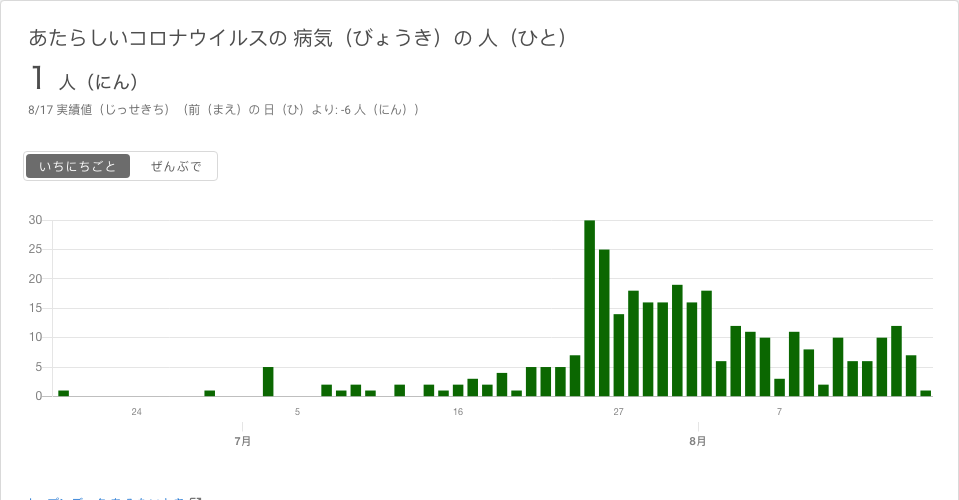 あたらしいコロナウイルスの 病気（びょうき）の 人（ひと）
1 人（にん）
8/17 実績値（じっせきち）（前（まえ）の 日（ひ）より: -6 人（にん））
いちにちごと ぜんぶで
30
25
20
15
10
5
0
24 5 16 27 7
7月 8月